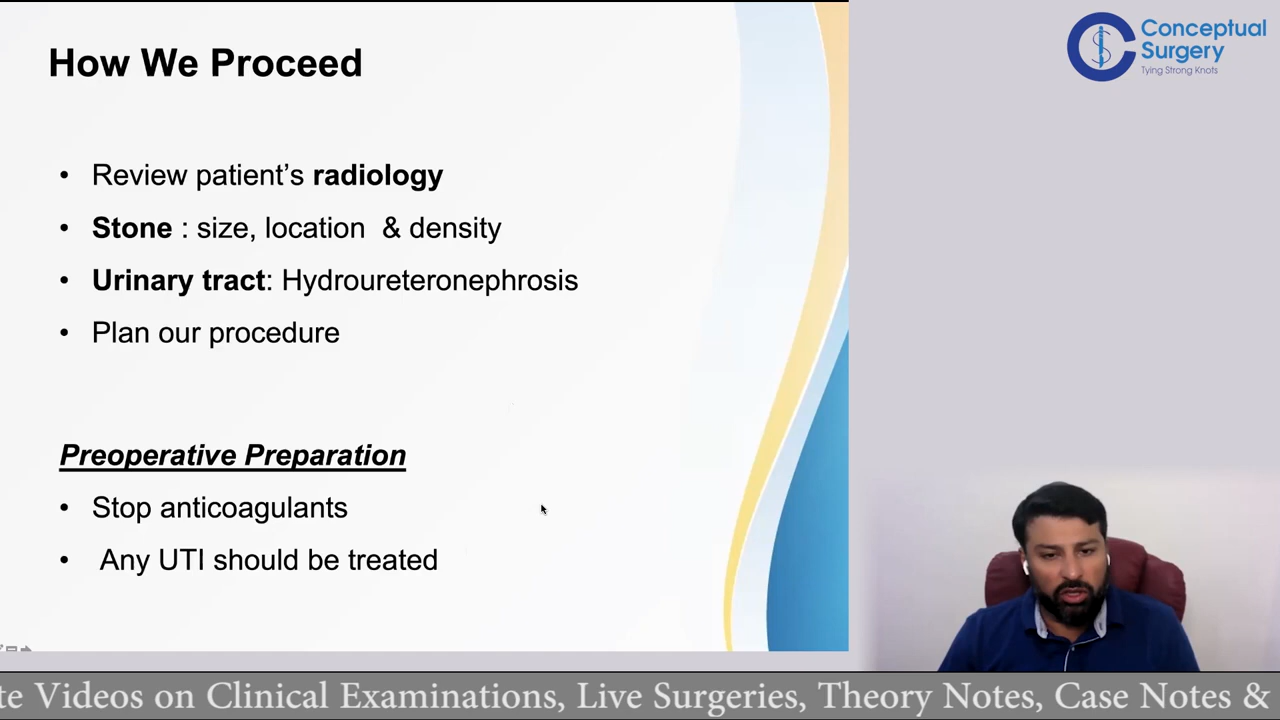 How We Proceed
• Review patient's radiology
• Stone : size, location & density
• Urinary tract: Hydroureteronephrosis
• Plan our procedure
Preoperative Preparation
• Stop anticoagulants
• Any UTI should be treated
Conceptual
Surgery
Tying Strong Knots
te Videos on Clinical Examinations, Live Surgeries, Theory Notes, Case Notes &